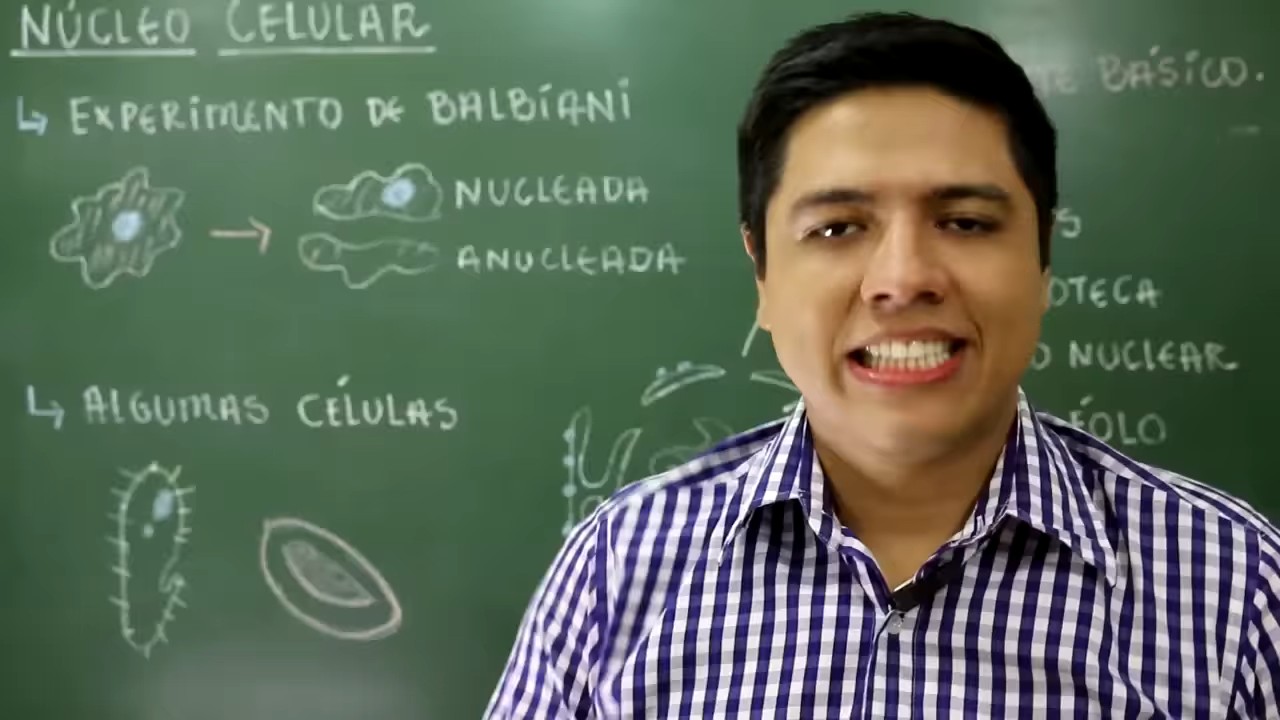 NÚCLEO CELULAR
↳ EXPERIMENTO DE BALBIANI
NUCLEADA
ANUCLEADA
↳ ALGUMAS CÉLULAS
BÁSICO.
NUCLEAR